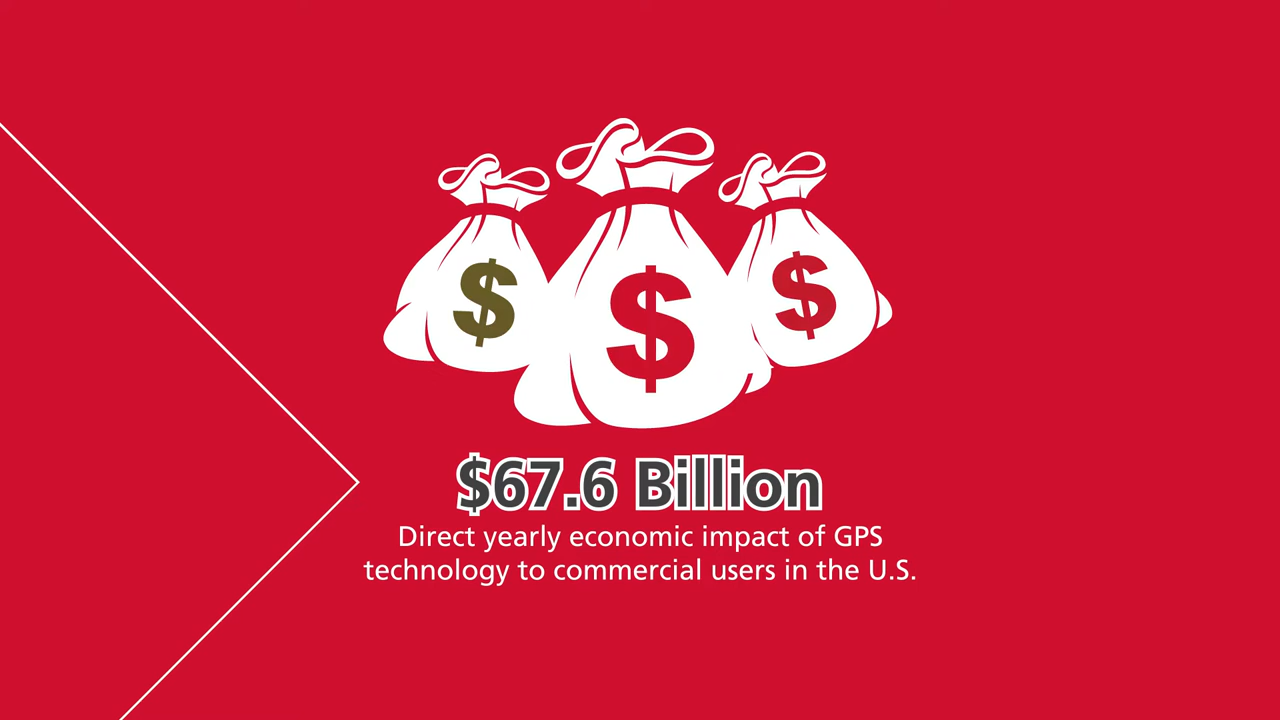 $ $ $
$67.6 Billion
Direct yearly economic impact of GPS
technology to commercial users in the U.S.